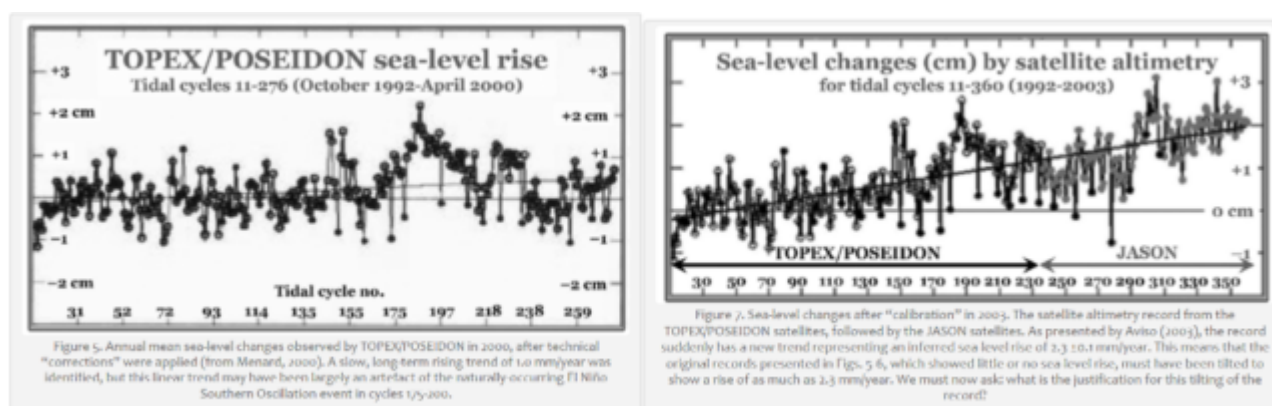 TOPEX/POSEIDON sea-level rise
Tidal cycles 11-276 (October 1992-April 2000)
+3 +3
+2 cm +2 cm
+1 +1
−1 −1
−2 cm −2 cm
Tidal cycle no.
31 52 72 93 114 134 155 175 197 218 238 259
Figure 5. Annual mean sea-level changes observed by TOPEX/POSEIDON in 2000, after technical
"corrections" were applied (from Menard, 2000). A slow, long-term rising trend of 1.0 mm/year was
identified, but this linear trend may have been largely an artefact of the naturally-occurring El Niño
Southern Oscillation event in cycles 175-200.
Sea-level changes (cm) by satellite altimetry
for tidal cycles 11-360 (1992-2003)
+3
+1
0 cm
−1
TOPEX/POSEIDON JASON
30 50 70 90 110 130 150 170 190 210 230 250 270 290 310 330 350
Figure 7. Sea-level changes after "calibration" in 2003. The satellite altimetry record from the
TOPEX/POSEIDON satellites, followed by the JASON satellites. As presented by Aviso (2003), the record
suddenly has a new trend representing an inferred sea level rise of 2.3 ±0.1 mm/year. This means that the
original records presented in Figs. 5-6, which showed little or no sea level rise, must have been tilted to
show a rise of as much as 2.3 mm/year. We must now ask: what is the justification for this tilting of the
record?